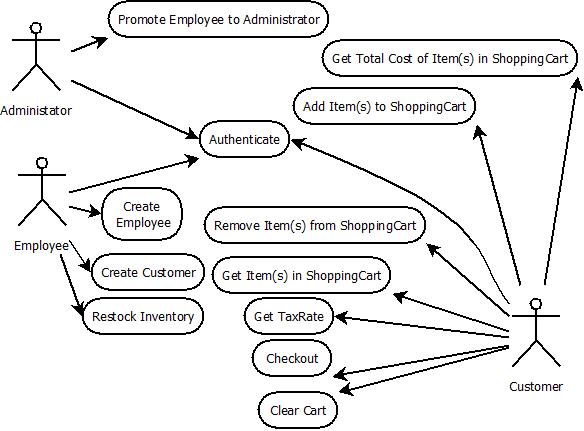 Promote Employee to Administrator
Get Total Cost of Item(s) in ShoppingCart
Administator
Add Item(s) to ShoppingCart
Authenticate
Create
Employee
Employee
Remove Item(s) from ShoppingCart
Create Customer
Get Item(s) in ShoppingCart
Restock Inventory
Get TaxRate
Checkout
Customer
Clear Cart